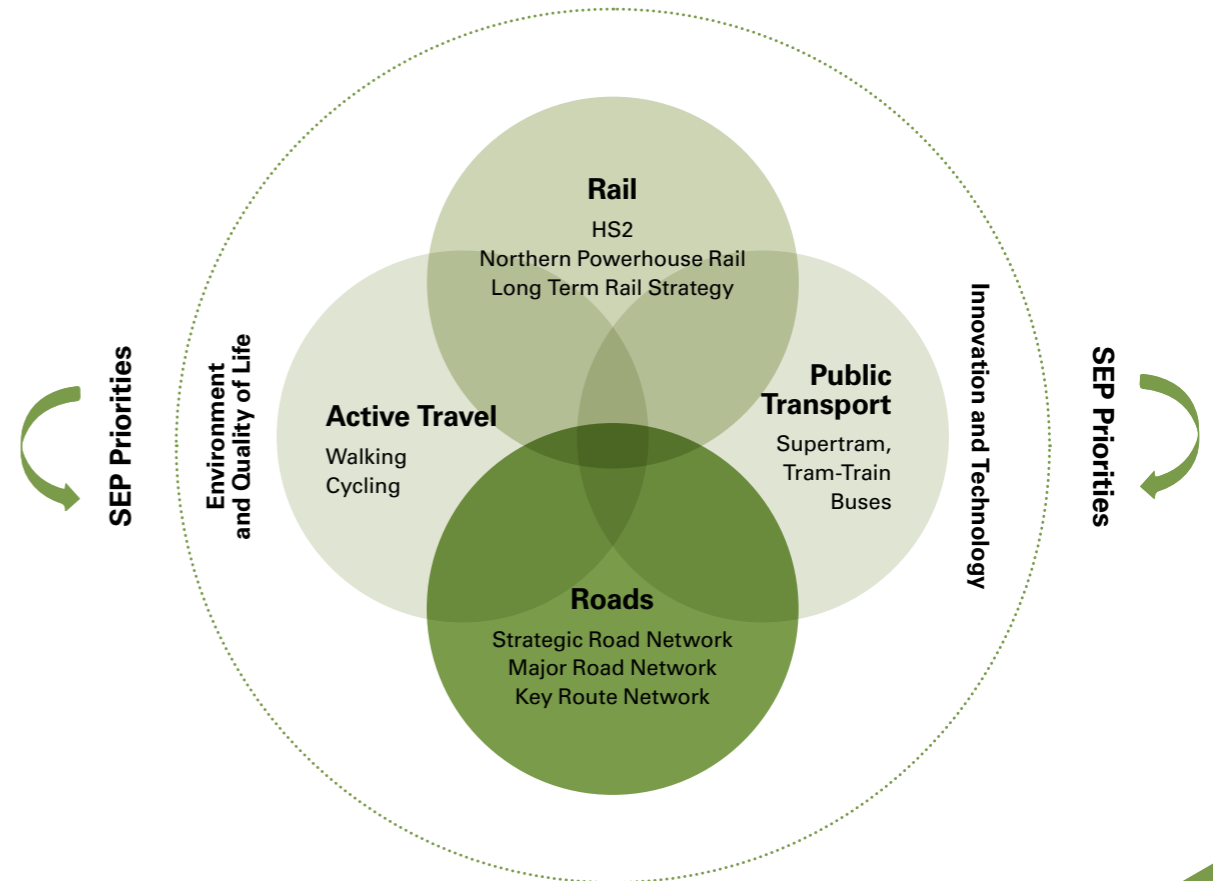 Rail
HS2
Northern Powerhouse Rail
Long Term Rail Strategy
SEP Priorities
Environment
and Quality of Life
Active Travel
Walking
Cycling
Public
Transport
Supertram,
Tram-Train
Buses
Innovation and Technology
SEP Priorities
Roads
Strategic Road Network
Major Road Network
Key Route Network